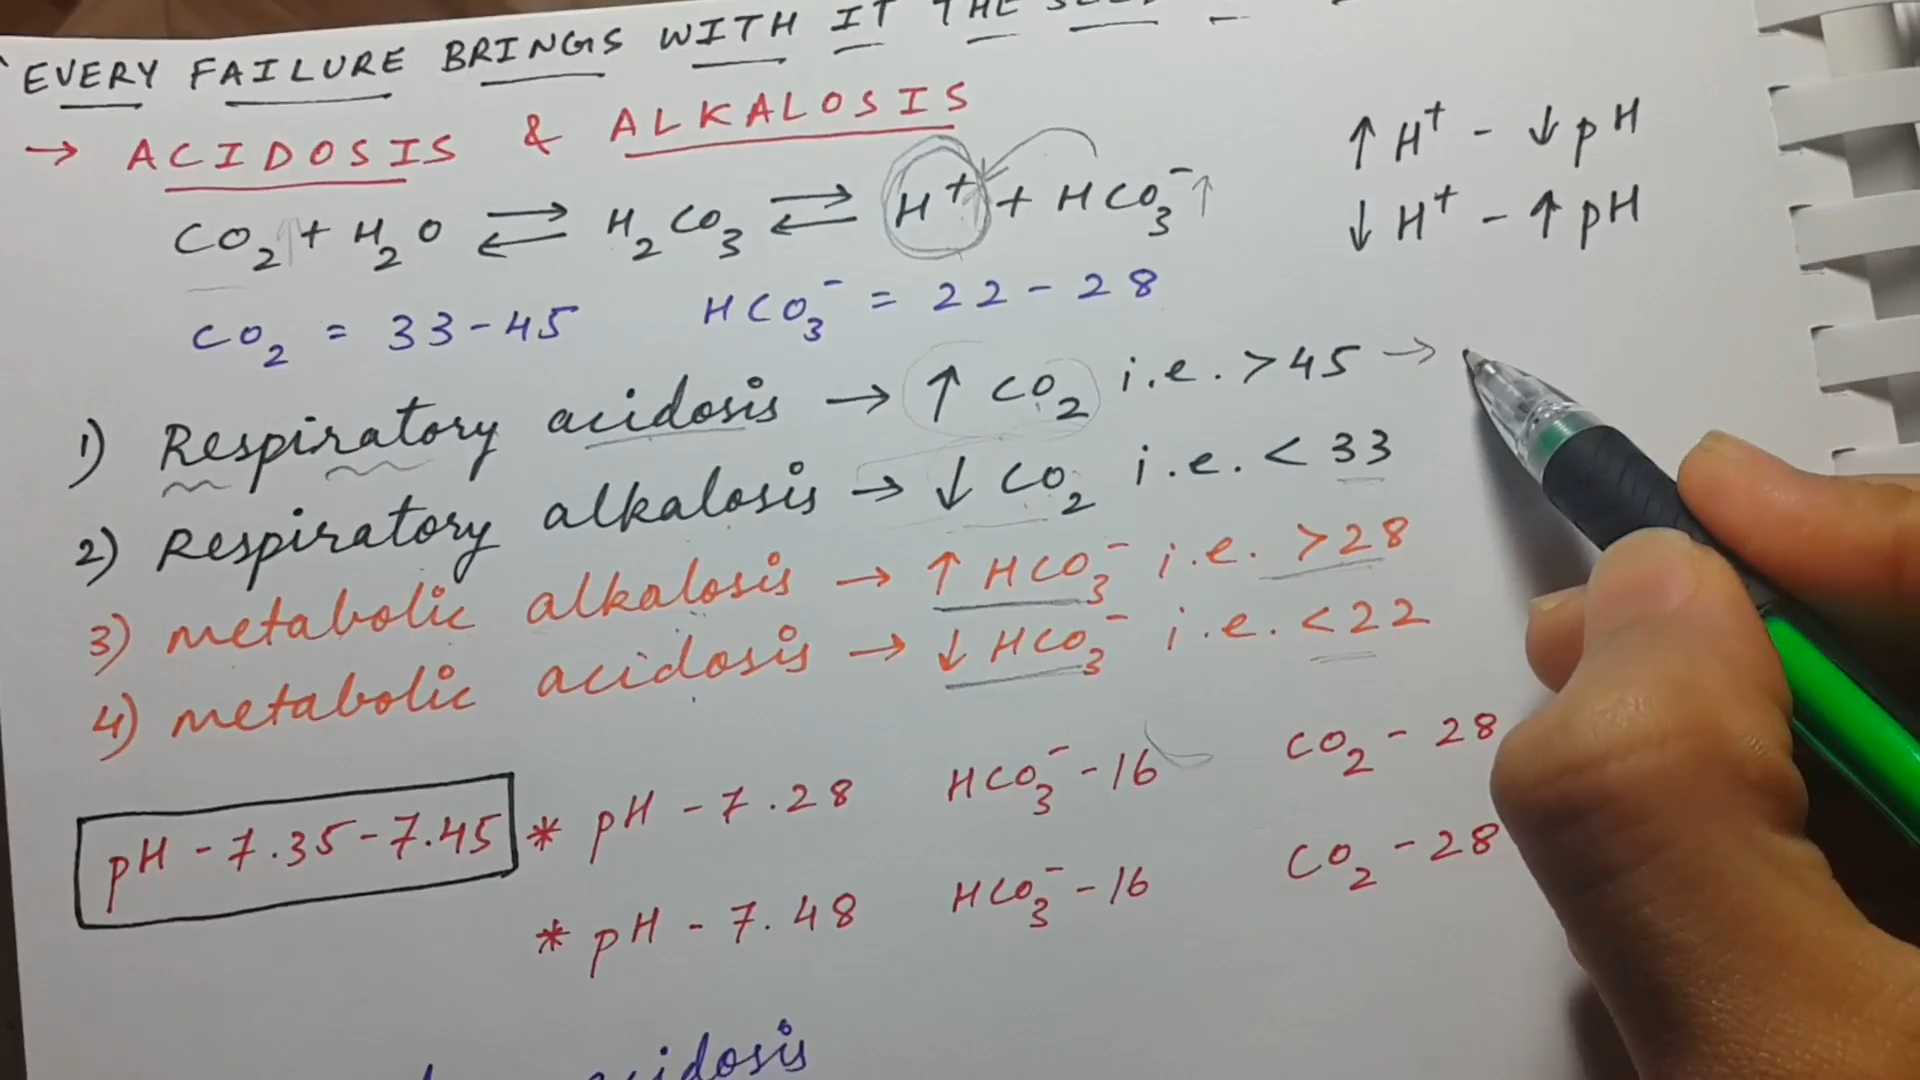 EVERY FAILURE BRINGS WITH IT THE
→ ACIDOSIS & ALKALOSIS
CO₂↑ + H₂O ⇌ H₂CO₃ ⇌ H⁺↑ + HCO₃⁻↑
↑ H⁺ - ↓ pH
↓ H⁺ - ↑ pH
CO₂ = 33-45 HCO₃⁻ = 22-28
1) Respiratory acidosis → ↑ CO₂ i.e. >45 →
2) Respiratory alkalosis → ↓ CO₂ i.e. < 33
3) metabolic alkalosis → ↑ HCO₃⁻ i.e. >28
4) metabolic acidosis → ↓ HCO₃⁻ i.e. <22
pH - 7.35-7.45 * pH - 7.28 HCO₃⁻ - 16 CO₂ - 28
* pH - 7.48 HCO₃⁻ - 16 CO₂ - 28
acidosis